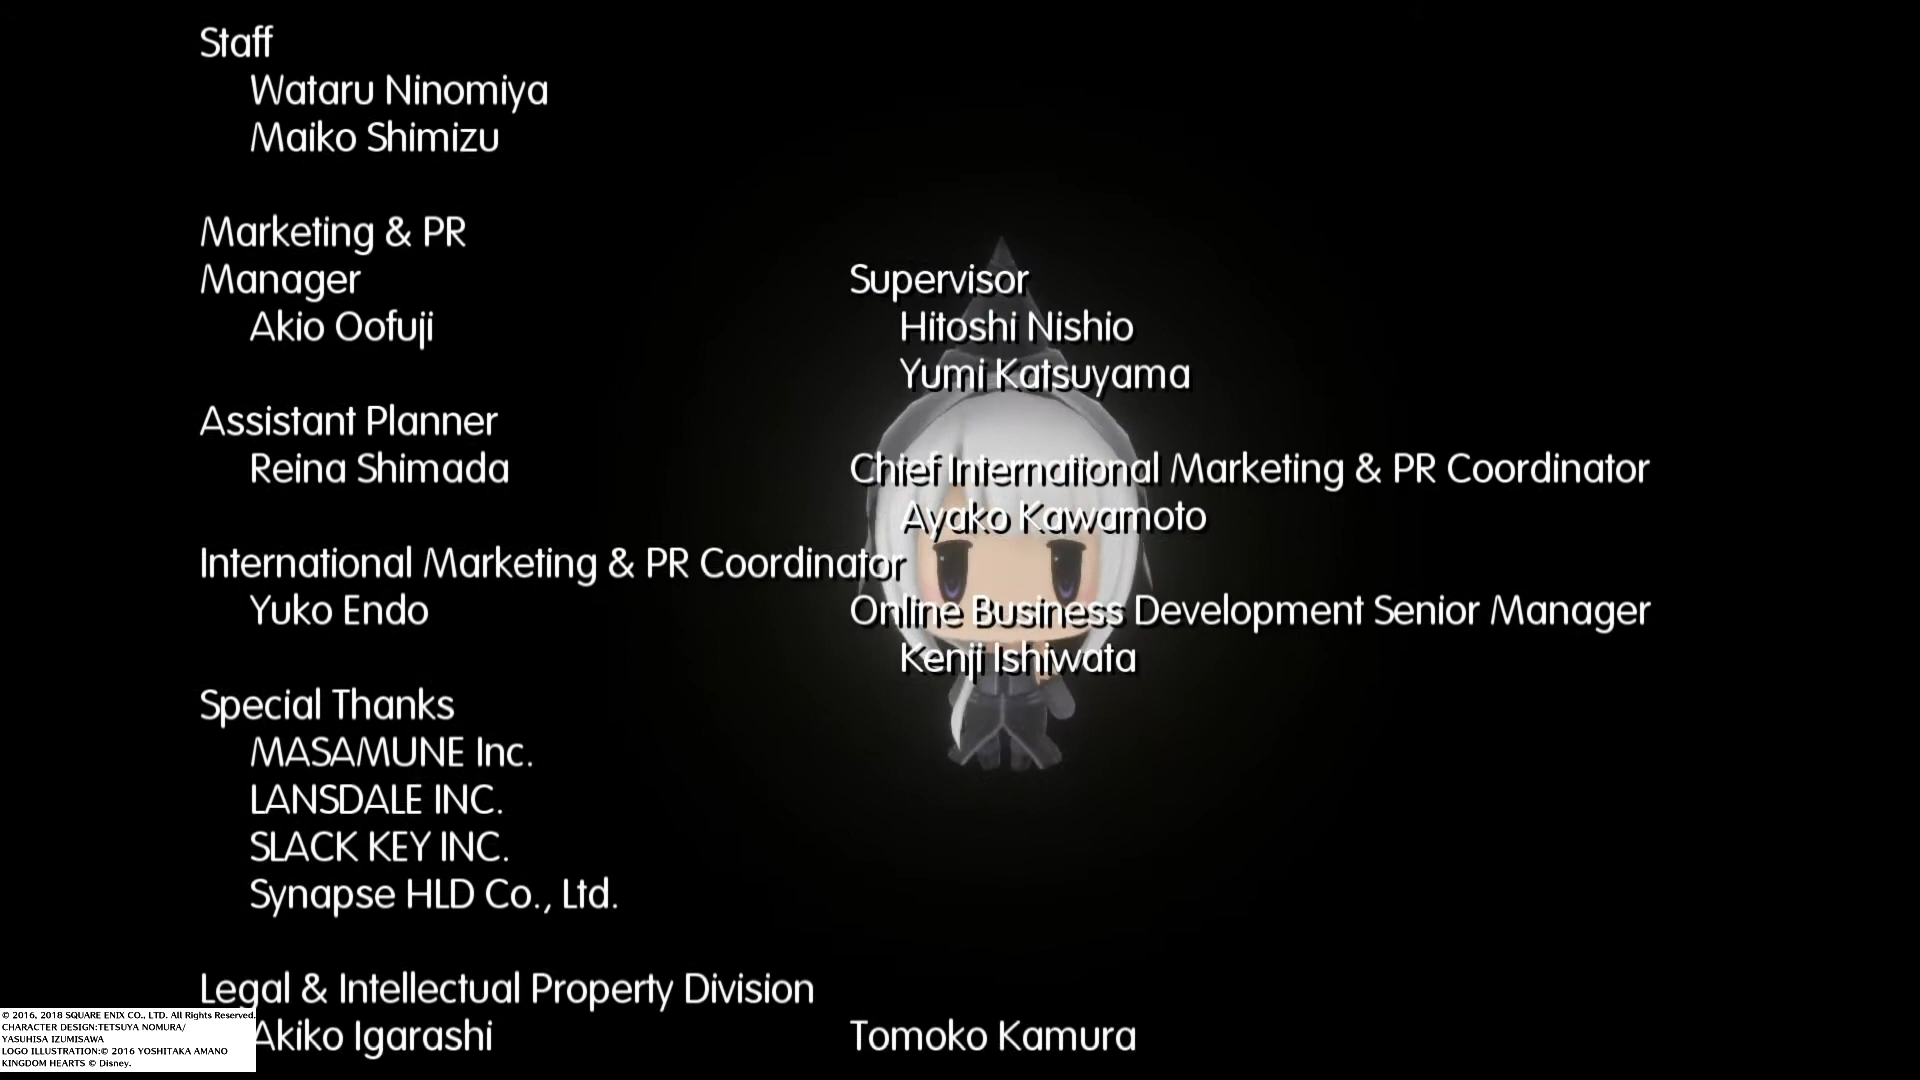 Staff
Wataru Ninomiya
Maiko Shimizu
Marketing & PR
Manager
Akio Oofuji
Supervisor
Hitoshi Nishio
Yumi Katsuyama
Assistant Planner
Reina Shimada
Chief International Marketing & PR Coordinator
Ayako Kawamoto
International Marketing & PR Coordinator
Yuko Endo
Online Business Development Senior Manager
Kenji Ishiwata
Special Thanks
MASAMUNE Inc.
LANSDALE INC.
SLACK KEY INC.
Synapse HLD Co., Ltd.
Legal & Intellectual Property Division
Akiko Igarashi
Tomoko Kamura
© 2016, 2018 SQUARE ENIX CO., LTD. All Rights Reserved.
CHARACTER DESIGN:TETSUYA NOMURA/
YASUHISA IZUMISAWA
LOGO ILLUSTRATION:© 2016 YOSHITAKA AMANO
KINGDOM HEARTS © Disney.